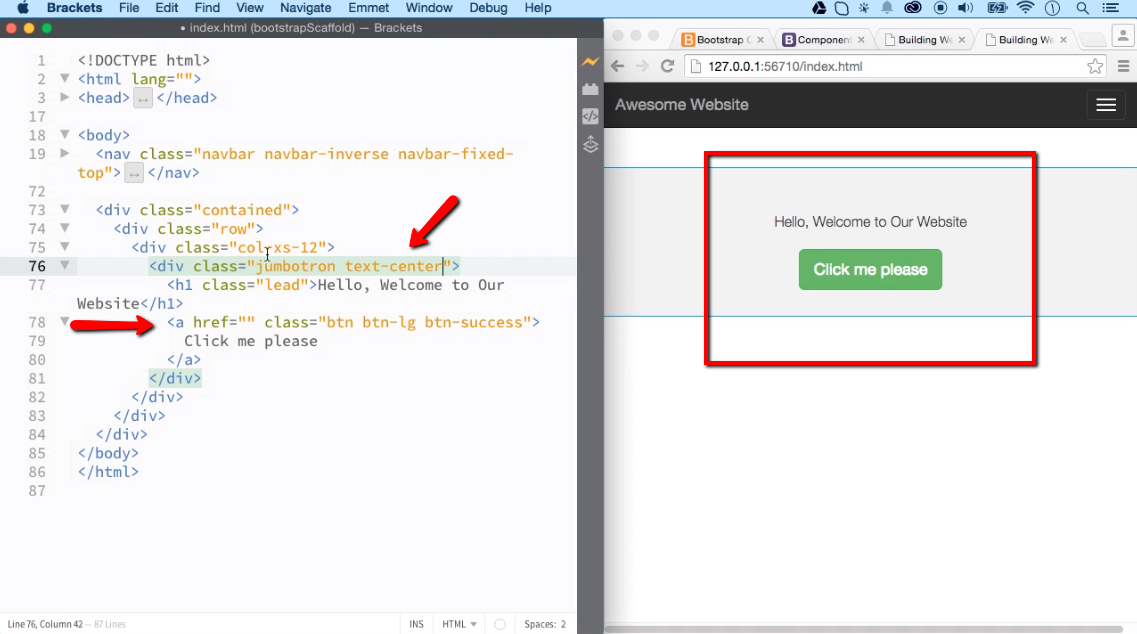 Brackets File Edit Find View Navigate Emmet Window Debug Help
• index.html (bootstrapScaffold) — Brackets
1 <!DOCTYPE html>
2 <html lang="">
3 <head> ↔ </head>
17
18 <body>
19 <nav class="navbar navbar-inverse navbar-fixed-
top"> ↔ </nav>
72
73 <div class="contained">
74 <div class="row">
75 <div class="col-xs-12">
76 <div class="jumbotron text-center">
77 <h1 class="lead">Hello, Welcome to Our
Website</h1>
78 <a href="" class="btn btn-lg btn-success">
79 Click me please
80 </a>
81 </div>
82 </div>
83 </div>
84 </div>
85 </body>
86 </html>
87
Line 76, Column 42 — 87 Lines
INS HTML Spaces: 2
Bootstrap Component Building We Building We
127.0.0.1:56710/index.html
Awesome Website
Hello, Welcome to Our Website
Click me please